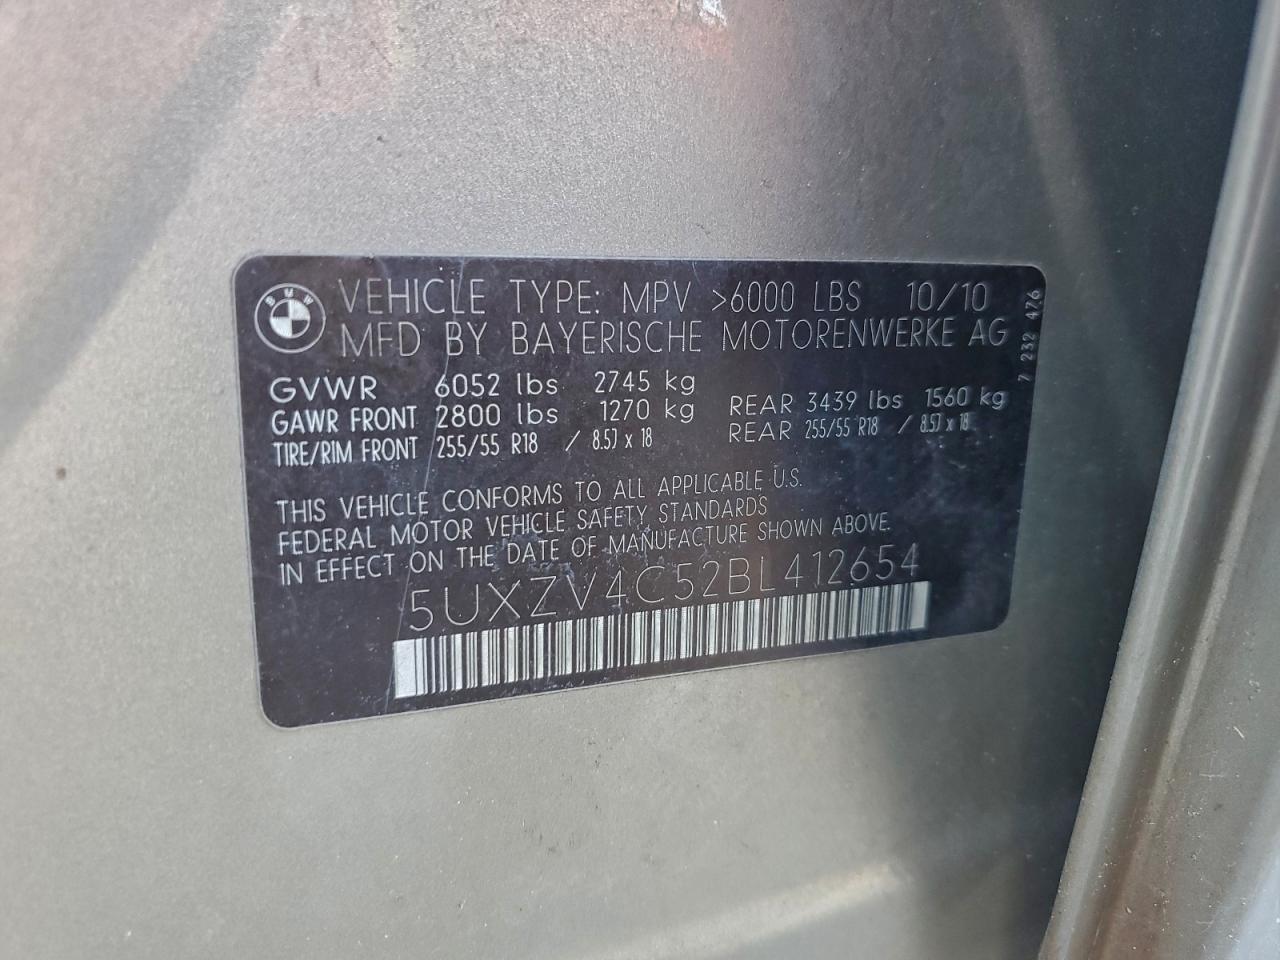 BMW
VEHICLE TYPE: MPV >6000 LBS 10/10
MFD BY BAYERISCHE MOTORENWERKE AG
7 232 476
GVWR 6052 lbs 2745 kg
GAWR FRONT 2800 lbs 1270 kg REAR 3439 lbs 1560 kg
TIRE/RIM FRONT 255/55 R18 / 8.5J x 18 REAR 255/55 R18 / 8.5J x 18
THIS VEHICLE CONFORMS TO ALL APPLICABLE U.S.
FEDERAL MOTOR VEHICLE SAFETY STANDARDS
IN EFFECT ON THE DATE OF MANUFACTURE SHOWN ABOVE.
5UXZV4C52BL412654